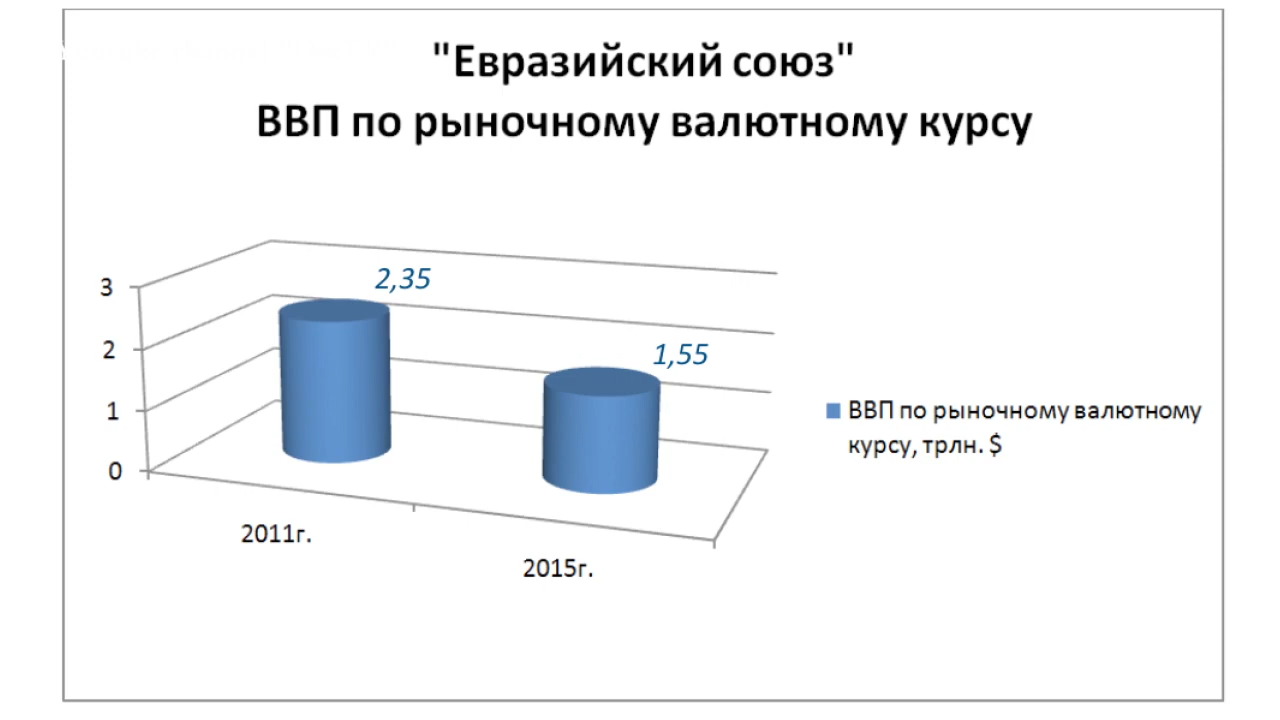 "Евразийский союз"
ВВП по рыночному валютному курсу
3
2,35
2
1,55
1
ВВП по рыночному валютному
курсу, трлн. $
0
2011г.
2015г.